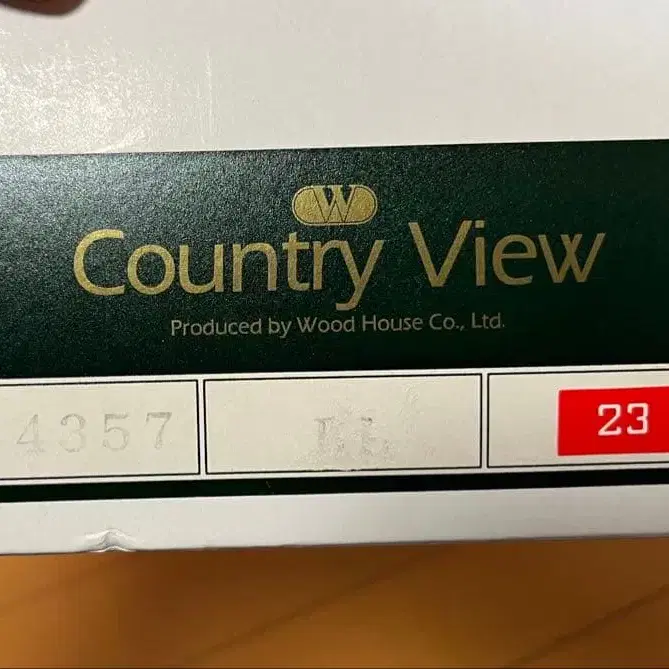 W
Country View
Produced by Wood House Co., Ltd.
4357 23